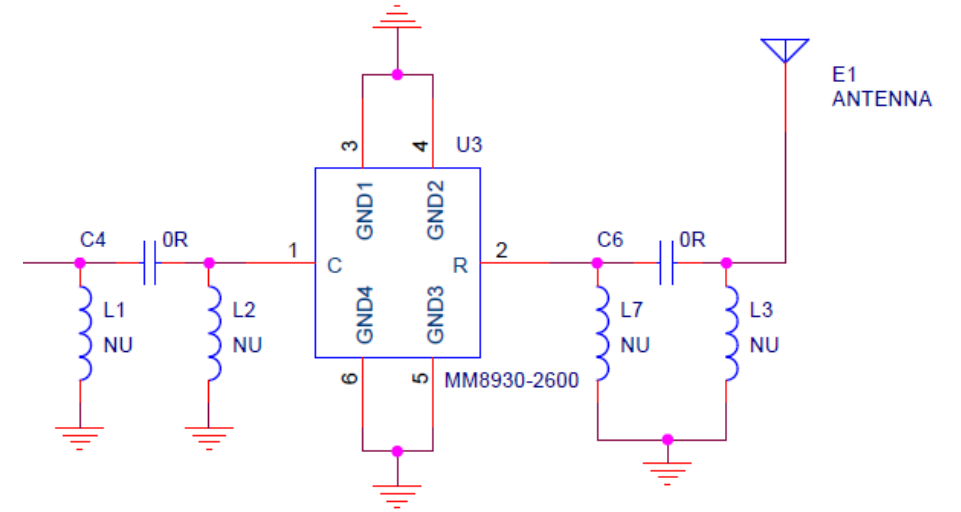 E1
ANTENNA
3
4
U3
GND1
GND2
C4
0R
1
C
R
2
C6
0R
L1
NU
L2
NU
GND4
GND3
L7
NU
L3
NU
6
5
MM8930-2600